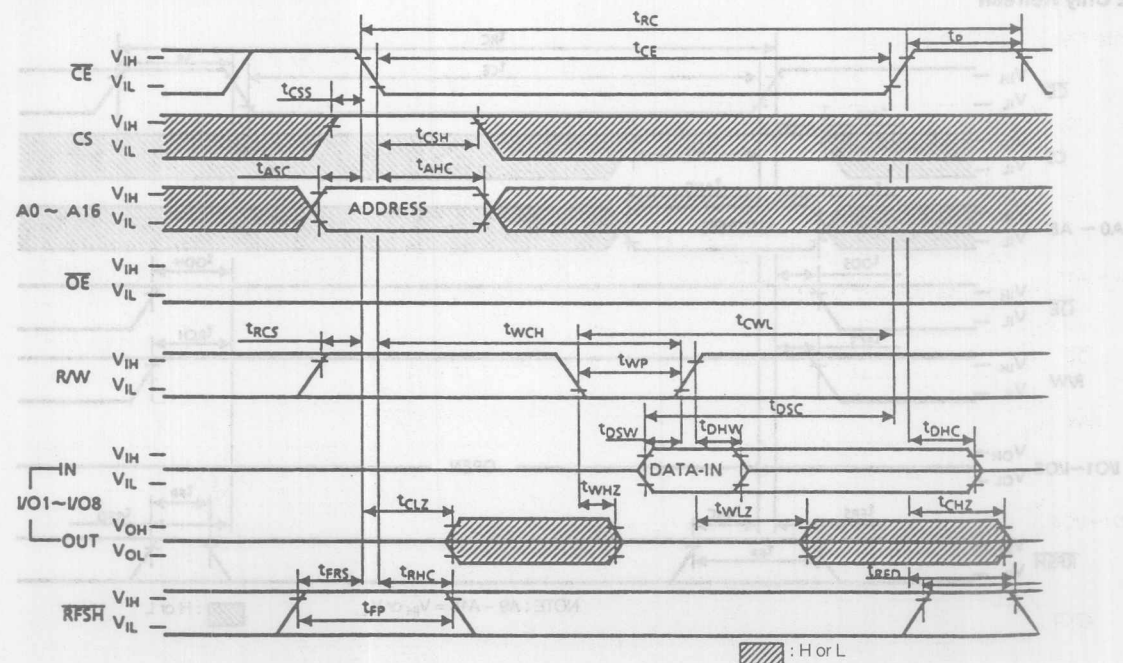 tRC
tCE
tP
VIH
CE
VIL
tCSS
CS
VIH
VIL
tCSH
tASC
tAHC
VIH
A0 ~ A16
VIL
ADDRESS
VIH
OE
VIL
tRCS
tWCH
tCWL
VIH
R/W
VIL
tWP
tDSC
tDSW
tDHW
tDHC
IN
VIH
VIL
DATA-IN
I/O1~I/O8
tWHZ
tCLZ
tWLZ
tCHZ
OUT
VOH
VOL
tFRS
tRHC
tRFD
VIH
RFSH
VIL
tFP
: H or L